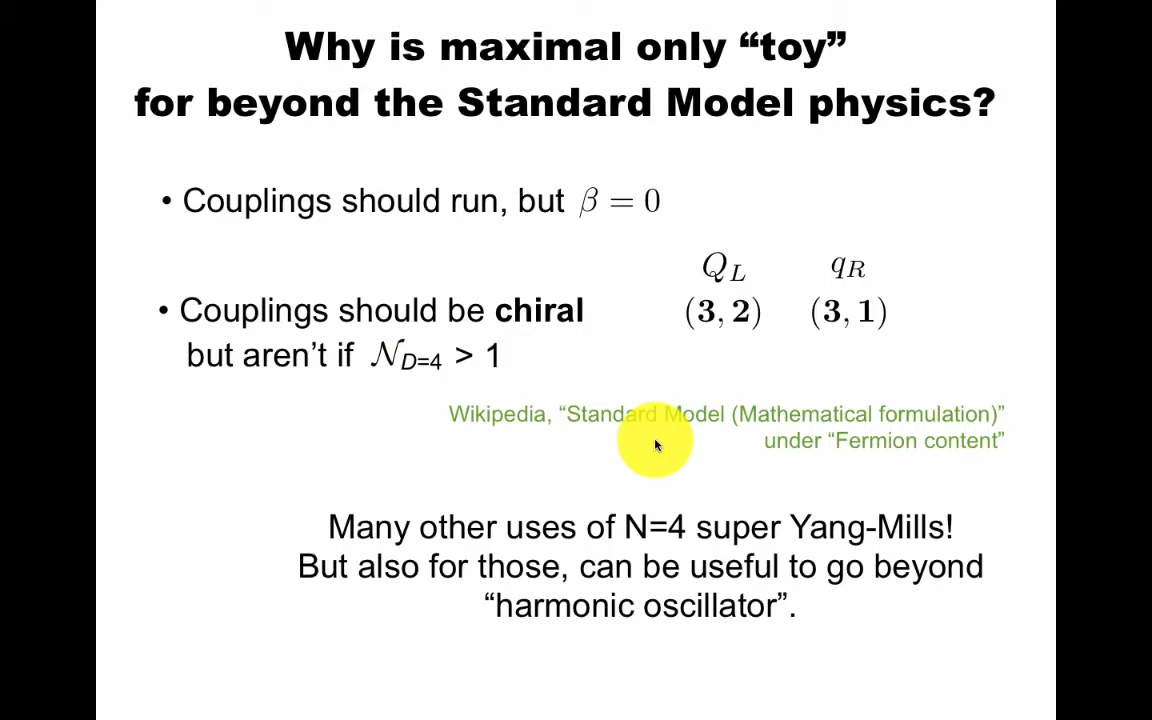 Why is maximal only “toy”
for beyond the Standard Model physics?
• Couplings should run, but β = 0
Q_L q_R
• Couplings should be chiral (3, 2) (3, 1)
but aren’t if 𝒩_D=4 > 1
Wikipedia, “Standard Model (Mathematical formulation)”
under “Fermion content”
Many other uses of N=4 super Yang-Mills!
But also for those, can be useful to go beyond
“harmonic oscillator”.